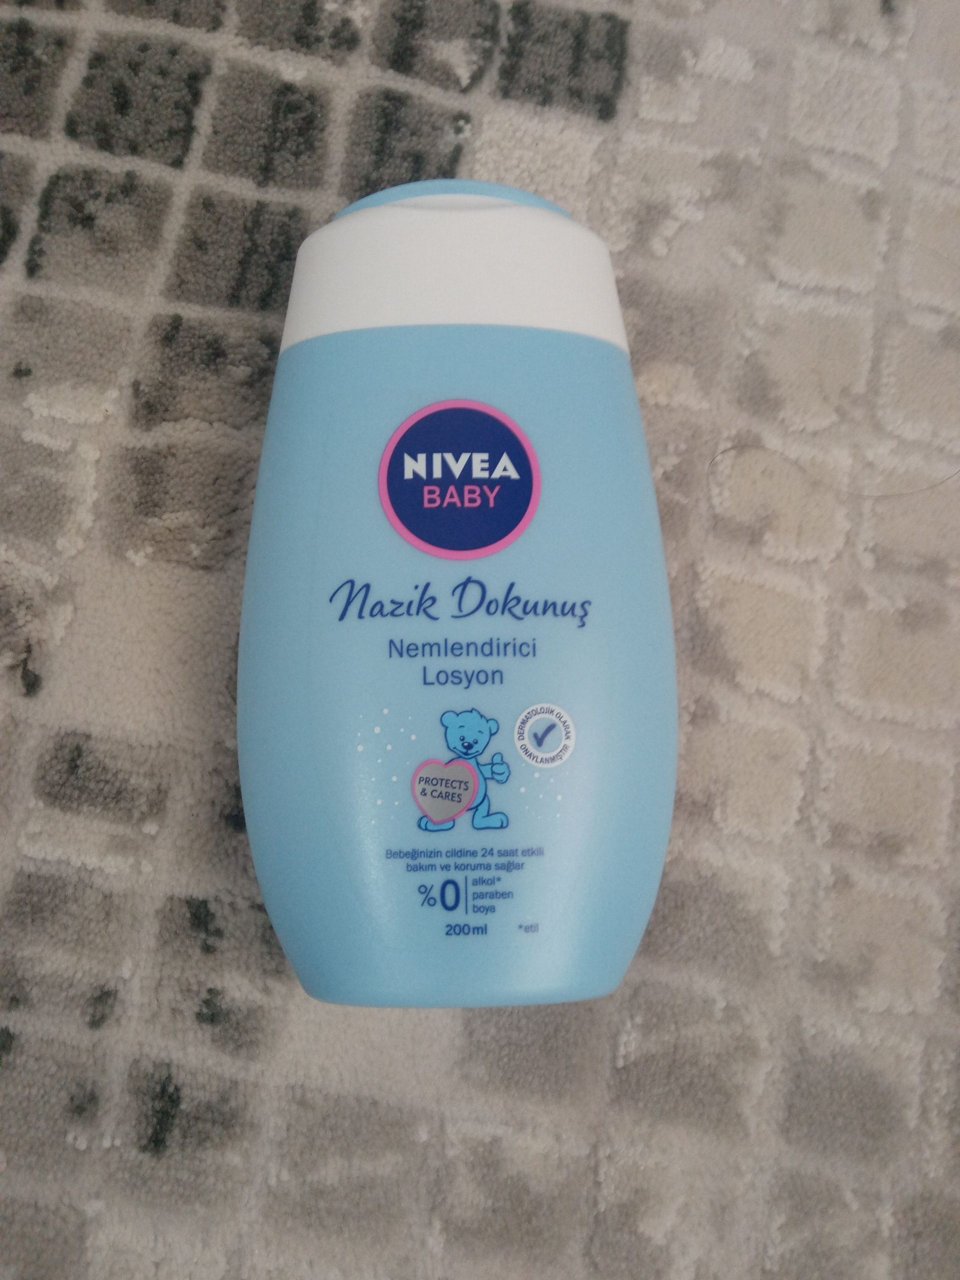 NIVEA
BABY
Nazik Dokunuş
Nemlendirici
Losyon
DERMATOLOJİK OLARAK
ONAYLANMIŞTIR
PROTECTS
& CARES
Bebeğinizin cildine 24 saat etkili
bakım ve koruma sağlar
%0 alkol*
paraben
boya
200ml *etil